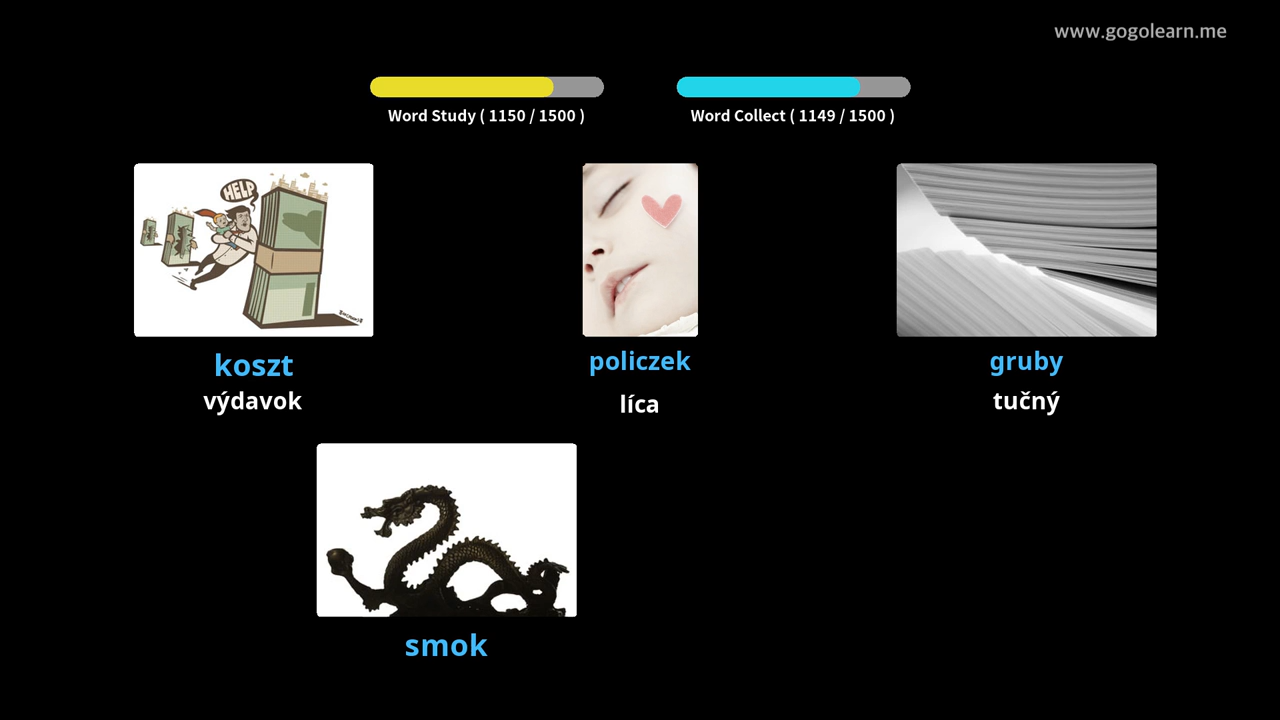 www.gogolearn.me
Word Study ( 1150 / 1500 )
Word Collect ( 1149 / 1500 )
HELP
koszt
výdavok
policzek
líca
gruby
tučný
smok